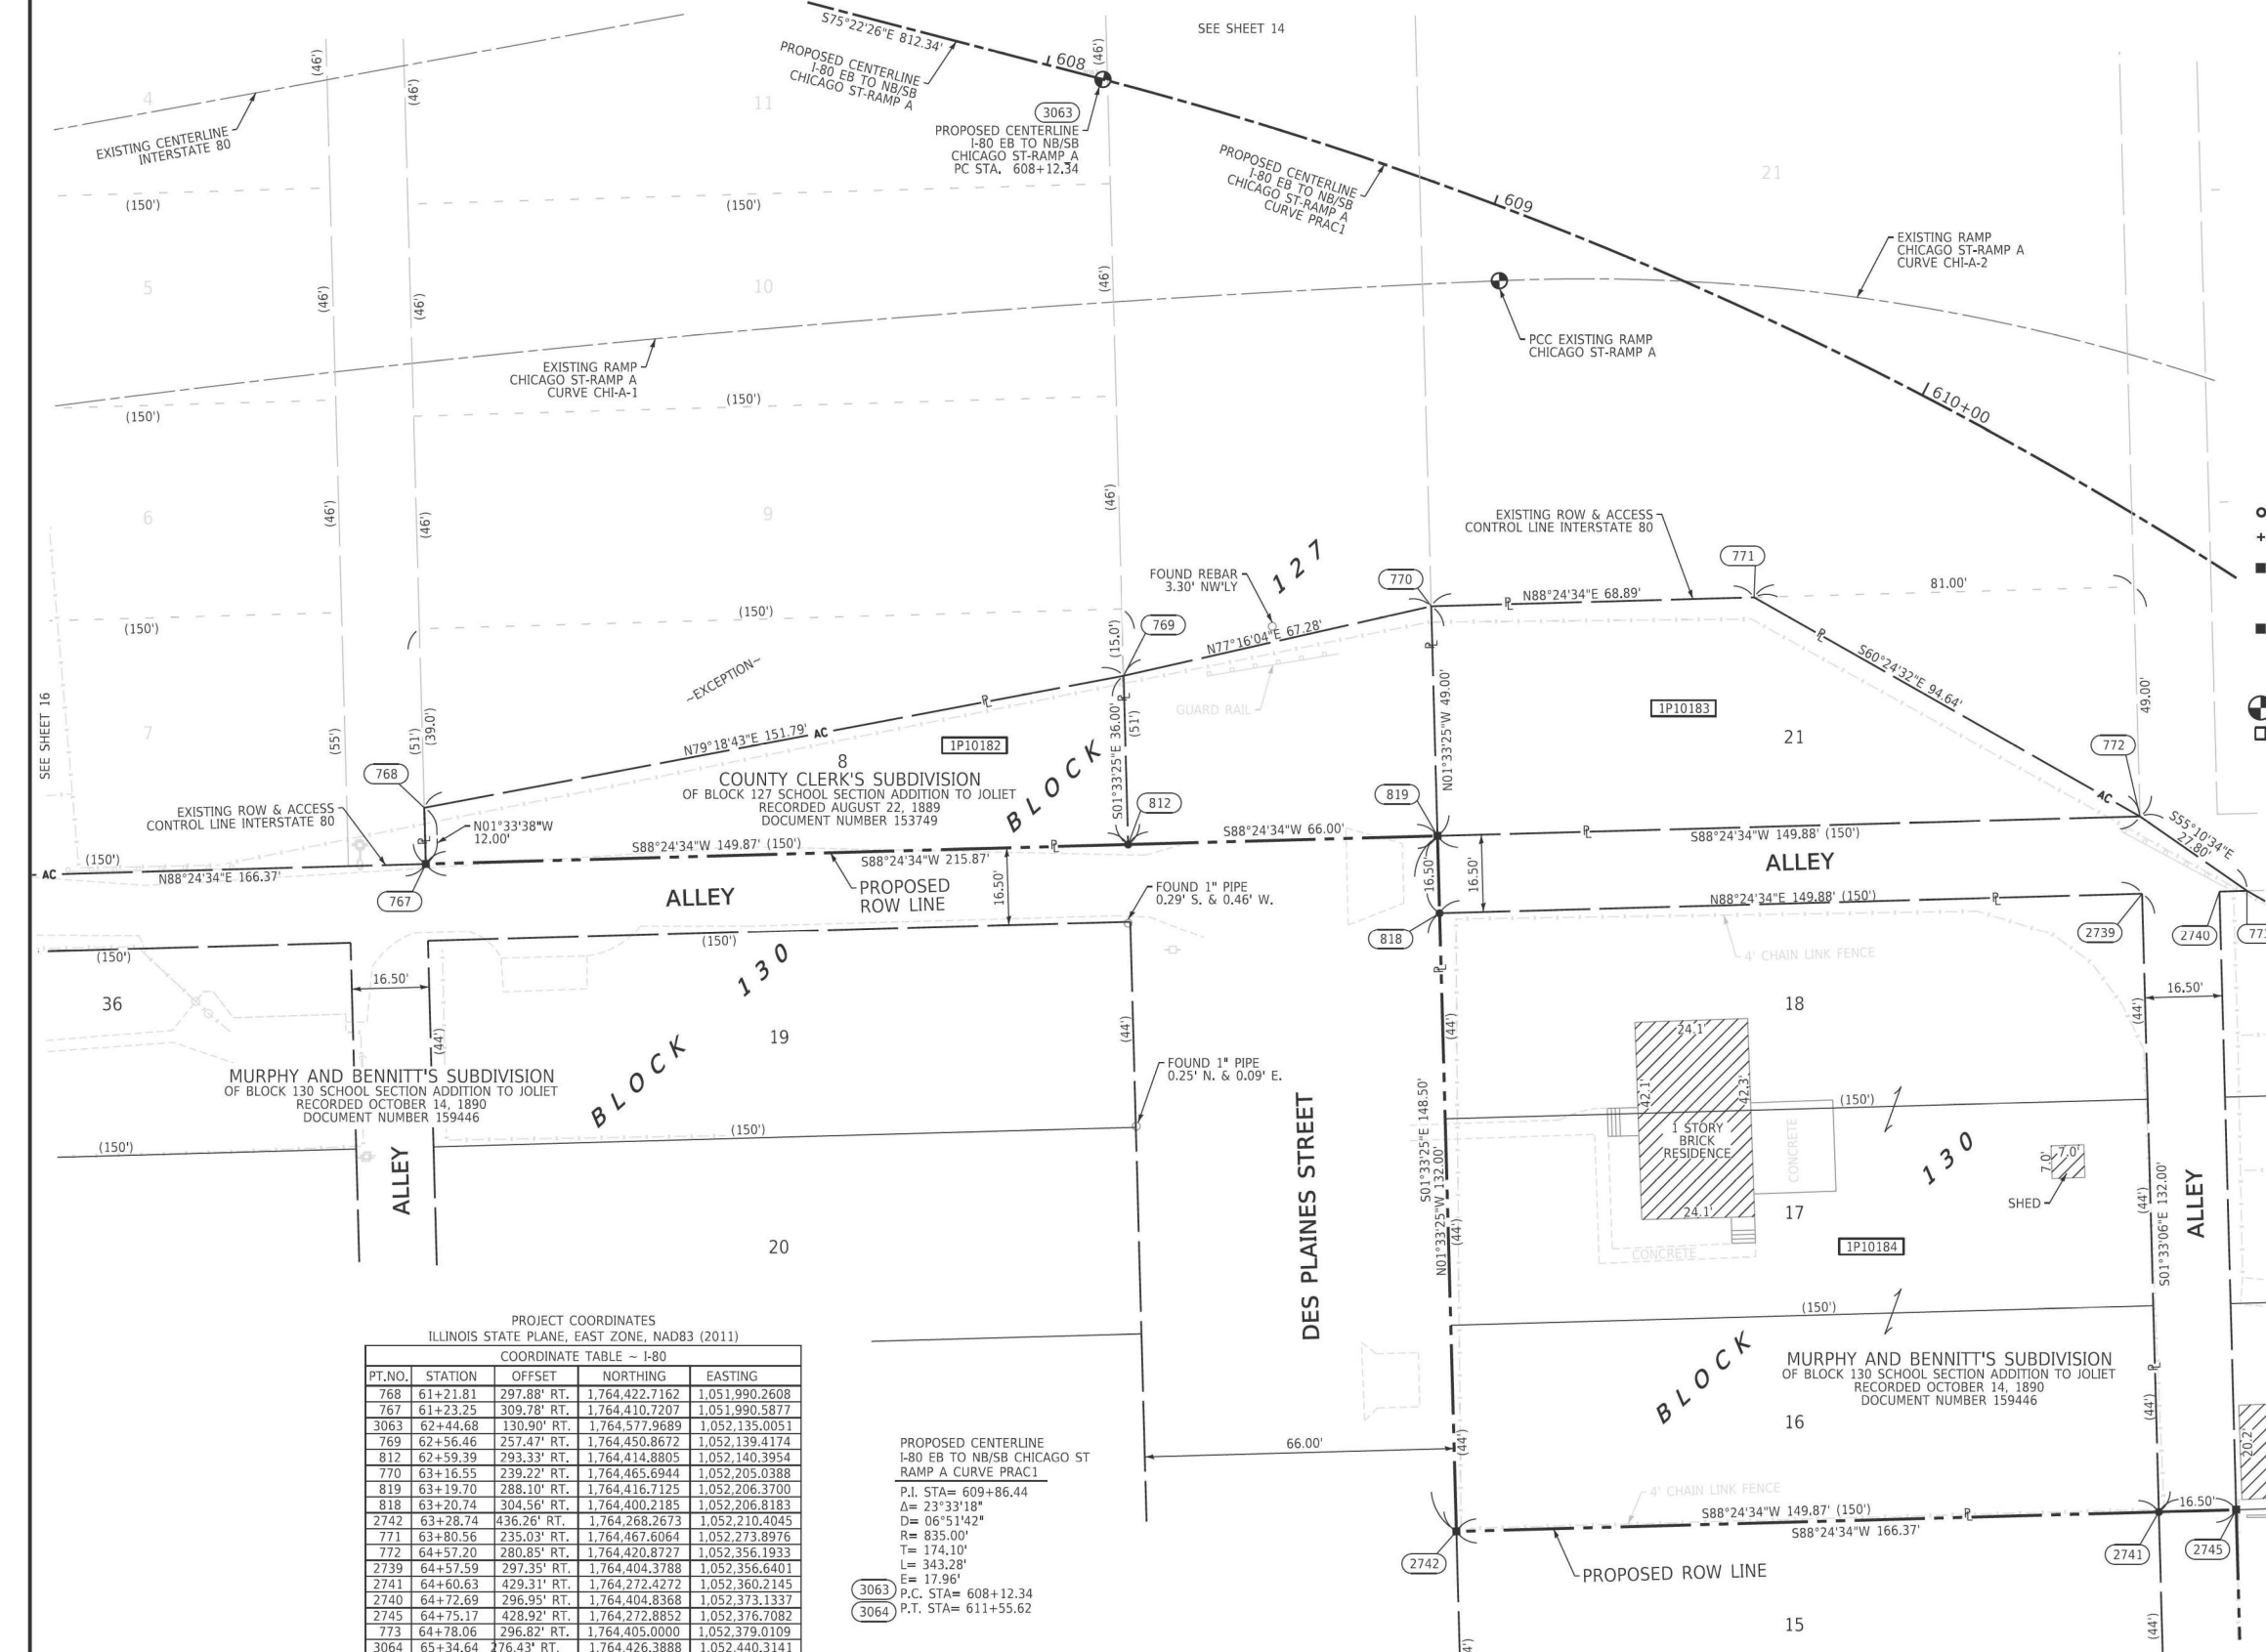 SEE SHEET 14
S75°22'26"E 812.34'
PROPOSED CENTERLINE
I-80 EB TO NB/SB
CHICAGO ST-RAMP A
608
(46')
(46')
(46')
4
11
EXISTING CENTERLINE
INTERSTATE 80
3063
PROPOSED CENTERLINE
I-80 EB TO NB/SB
CHICAGO ST-RAMP A
PC STA. 608+12.34
PROPOSED CENTERLINE
I-80 EB TO NB/SB
CHICAGO ST-RAMP A
CURVE PRAC1
609
21
(150')
(150')
EXISTING RAMP
CHICAGO ST-RAMP A
CURVE CHI-A-2
5
10
(46')
(46')
(46')
PCC EXISTING RAMP
CHICAGO ST-RAMP A
EXISTING RAMP
CHICAGO ST-RAMP A
CURVE CHI-A-1
610+00
(150')
(150')
6
9
(46')
(46')
(46')
EXISTING ROW & ACCESS
CONTROL LINE INTERSTATE 80
FOUND REBAR
3.30' NW'LY
127
770
771
N88°24'34"E 68.89'
81.00'
(150')
(150')
769
(15.0')
N77°16'04"E 67.28'
S60°24'32"E 94.64'
~EXCEPTION~
SEE SHEET 16
7
(55')
(51')
(39.0')
N79°18'43"E 151.79'
AC
1P10182
S01°33'25"E 36.00'
(51')
GUARD RAIL
N01°33'25"W 49.00'
1P10183
21
49.00'
772
768
8
COUNTY CLERK'S SUBDIVISION
OF BLOCK 127 SCHOOL SECTION ADDITION TO JOLIET
RECORDED AUGUST 22, 1889
DOCUMENT NUMBER 153749
BLOCK
812
819
AC
EXISTING ROW & ACCESS
CONTROL LINE INTERSTATE 80
N01°33'38"W
12.00'
S88°24'34"W 149.87' (150')
S88°24'34"W 66.00'
S88°24'34"W 149.88' (150')
S55°10'34"E
27.80'
(150')
AC
N88°24'34"E 166.37'
S88°24'34"W 215.87'
ALLEY
767
ALLEY
PROPOSED
ROW LINE
16.50'
FOUND 1" PIPE
0.29' S. & 0.46' W.
16.50'
16.50'
N88°24'34"E 149.88' (150')
818
2739
2740
(150')
(150')
4' CHAIN LINK FENCE
16.50'
130
16.50'
36
19
18
(44')
(44')
(44')
(44')
24.1'
BLOCK
FOUND 1" PIPE
0.25' N. & 0.09' E.
MURPHY AND BENNITT'S SUBDIVISION
OF BLOCK 130 SCHOOL SECTION ADDITION TO JOLIET
RECORDED OCTOBER 14, 1890
DOCUMENT NUMBER 159446
42.1'
42.3'
(150')
1 STORY
BRICK
RESIDENCE
CONCRETE
130
(150')
(150')
ALLEY
DES PLAINES STREET
S01°33'25"E 148.50'
N01°33'25"W 132.00'
(44')
7.0'
7.0'
SHED
24.1'
17
(44')
S01°33'06"E 132.00'
ALLEY
20
CONCRETE
1P10184
(150')
PROJECT COORDINATES
ILLINOIS STATE PLANE, EAST ZONE, NAD83 (2011)
COORDINATE TABLE ~ I-80
PT.NO. STATION OFFSET NORTHING EASTING
768 61+21.81 297.88' RT. 1,764,422.7162 1,051,990.2608
767 61+23.25 309.78' RT. 1,764,410.7207 1,051,990.5877
3063 62+44.68 130.90' RT. 1,764,577.9689 1,052,135.0051
769 62+56.46 257.47' RT. 1,764,450.8672 1,052,139.4174
812 62+59.39 293.33' RT. 1,764,414.8805 1,052,140.3954
770 63+16.55 239.22' RT. 1,764,465.6944 1,052,205.0388
819 63+19.70 288.10' RT. 1,764,416.7125 1,052,206.3700
818 63+20.74 304.56' RT. 1,764,400.2185 1,052,206.8183
2742 63+28.74 436.26' RT. 1,764,268.2673 1,052,210.4045
771 63+80.56 235.03' RT. 1,764,467.6064 1,052,273.8976
772 64+57.20 280.85' RT. 1,764,420.8727 1,052,356.1933
2739 64+57.59 297.35' RT. 1,764,404.3788 1,052,356.6401
2741 64+60.63 429.31' RT. 1,764,272.4272 1,052,360.2145
2740 64+72.69 296.95' RT. 1,764,404.8368 1,052,373.1337
2745 64+75.17 428.92' RT. 1,764,272.8852 1,052,376.7082
773 64+78.06 296.82' RT. 1,764,405.0000 1,052,379.0109
3064 65+34.64 276.43' RT. 1,764,426.3888 1,052,440.3141
PROPOSED CENTERLINE
I-80 EB TO NB/SB CHICAGO ST
RAMP A CURVE PRAC1
P.I. STA= 609+86.44
Δ= 23°33'18"
D= 06°51'42"
R= 835.00'
T= 174.10'
L= 343.28'
E= 17.96'
3063 P.C. STA= 608+12.34
3064 P.T. STA= 611+55.62
66.00'
BLOCK
MURPHY AND BENNITT'S SUBDIVISION
OF BLOCK 130 SCHOOL SECTION ADDITION TO JOLIET
RECORDED OCTOBER 14, 1890
DOCUMENT NUMBER 159446
16
(44')
(44')
20.2'
4' CHAIN LINK FENCE
S88°24'34"W 149.87' (150')
S88°24'34"W 166.37'
16.50'
2742
2741
2745
PROPOSED ROW LINE
15
(44')